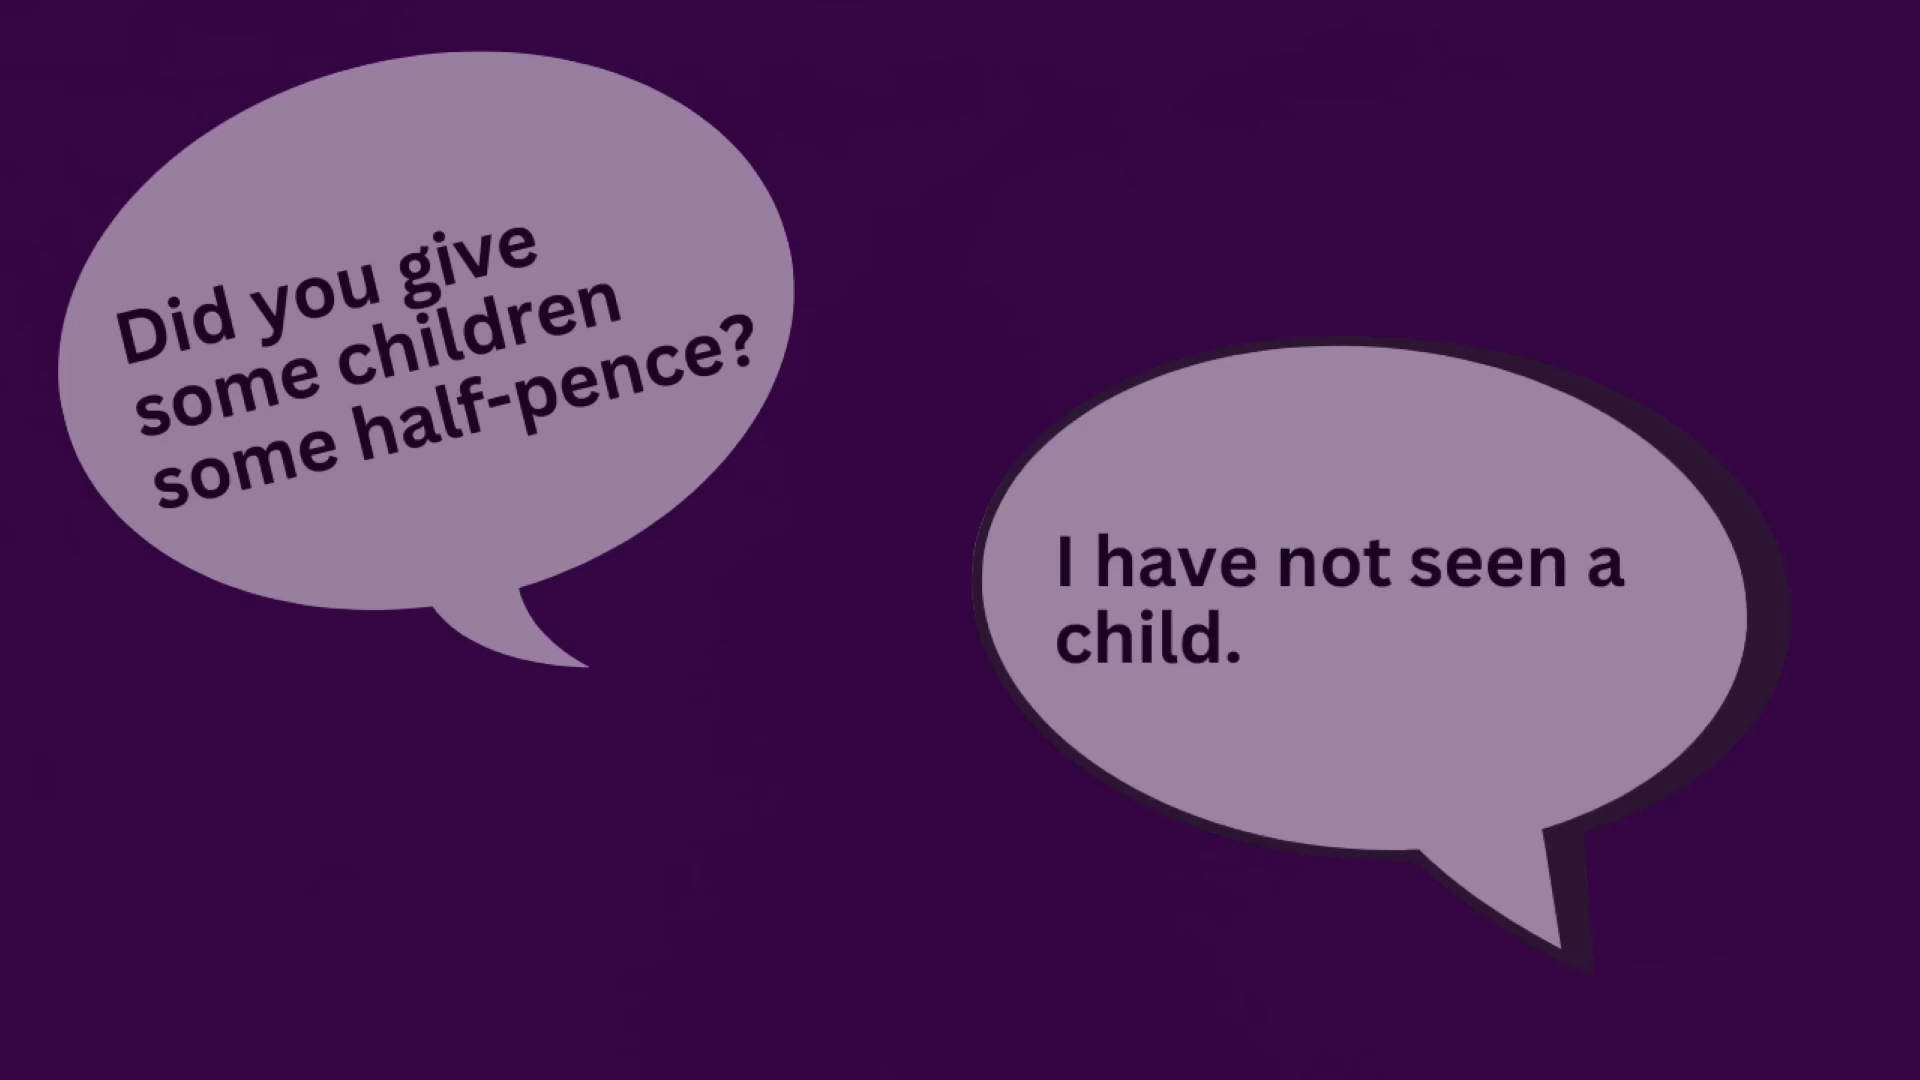 Did you give
some children
some half-pence?
I have not seen a
child.